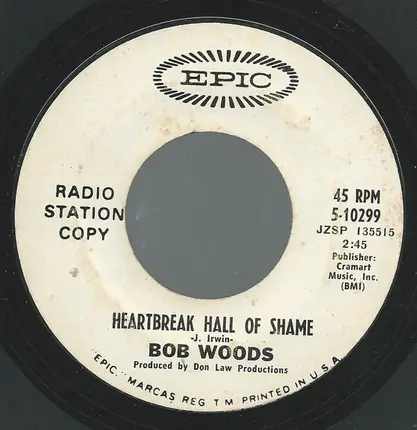 EPIC
RADIO
STATION
COPY
45 RPM
5-10299
JZSP 135515
2:45
Publisher:
Cramart
Music, Inc.
(BMI)
HEARTBREAK HALL OF SHAME
-J. Irwin-
BOB WOODS
Produced by Don Law Productions
"EPIC," MARCAS REG T M PRINTED IN U.S.A.